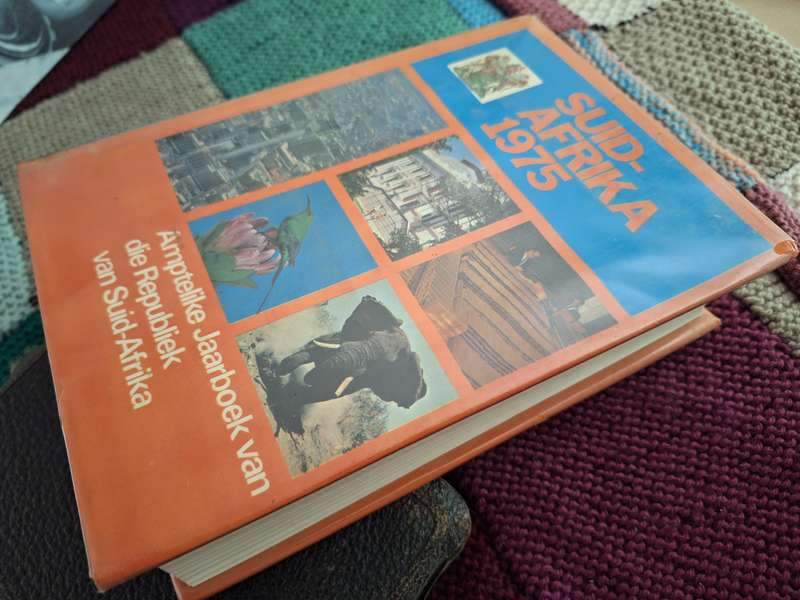 SUID-
AFRIKA
1975
Amptelike Jaarboek van
die Republiek
van Suid-Afrika